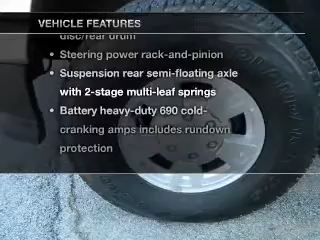 VEHICLE FEATURES
disc/rear drum
• Steering power rack-and-pinion
• Suspension rear semi-floating axle
with 2-stage multi-leaf springs
• Battery heavy-duty 690 cold-
cranking amps includes rundown
protection